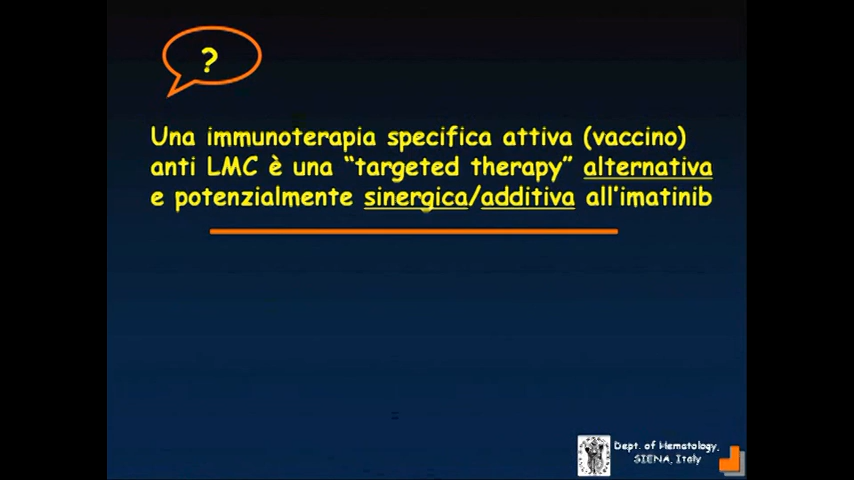 ?
Una immunoterapia specifica attiva (vaccino)
anti LMC è una “targeted therapy” alternativa
e potenzialmente sinergica/additiva all'imatinib
Dept. of Hematology,
SIENA, Italy